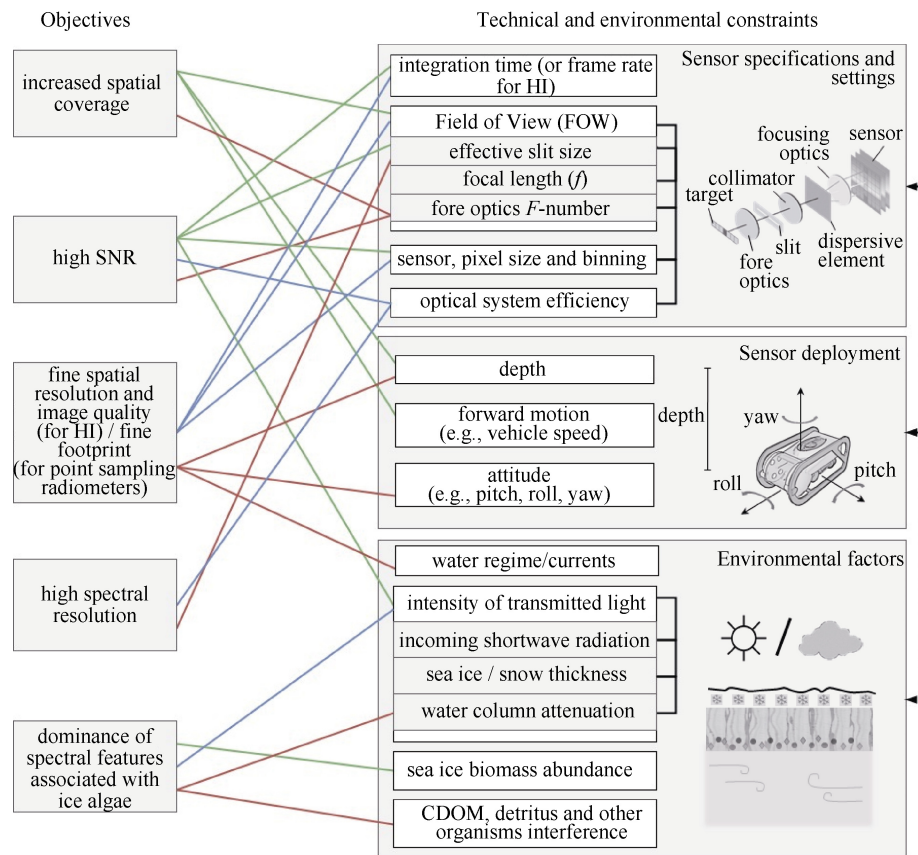 Objectives
Technical and environmental constraints
increased spatial
coverage
high SNR
fine spatial
resolution and
image quality
(for HI) / fine
footprint
(for point sampling
radiometers)
high spectral
resolution
dominance of
spectral features
associated with
ice algae
integration time (or frame rate
for HI)
Field of View (FOW)
effective slit size
focal length (f)
fore optics F-number
sensor, pixel size and binning
optical system efficiency
Sensor specifications and
settings
focusing
optics
sensor
collimator
target
slit
fore
optics
dispersive
element
Sensor deployment
depth
forward motion
(e.g., vehicle speed)
attitude
(e.g., pitch, roll, yaw)
depth
yaw
roll
pitch
Environmental factors
water regime/currents
intensity of transmitted light
incoming shortwave radiation
sea ice / snow thickness
water column attenuation
sea ice biomass abundance
CDOM, detritus and other
organisms interference